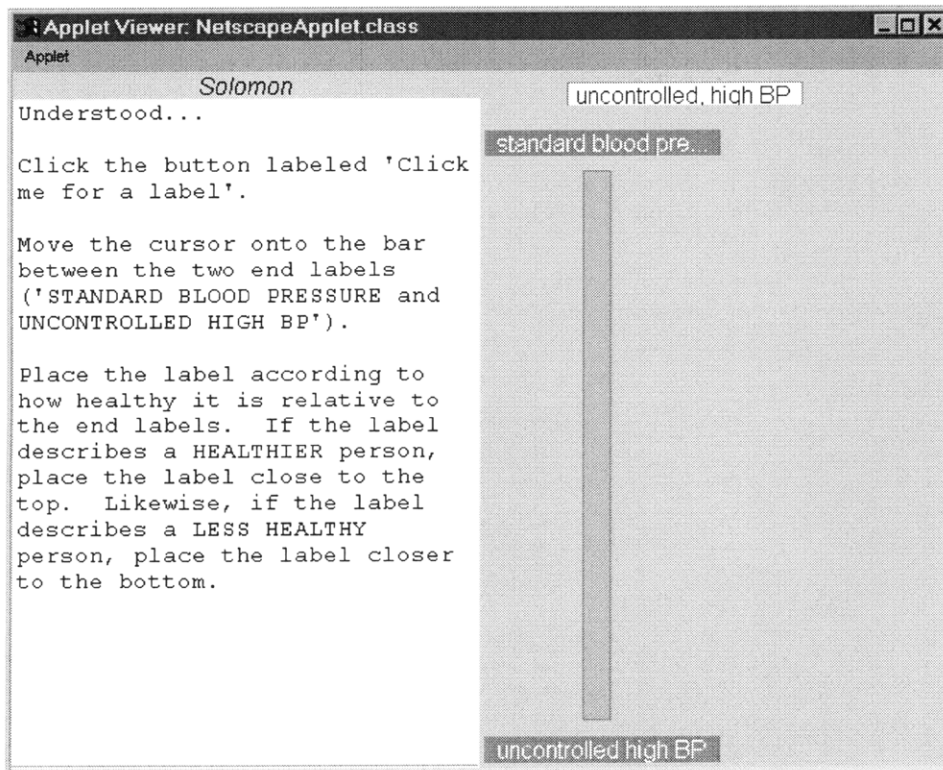 Applet Viewer: NetscapeApplet.class
Applet
Solomon
Understood...
Click the button labeled 'Click
me for a label'.
Move the cursor onto the bar
between the two end labels
('STANDARD BLOOD PRESSURE and
UNCONTROLLED HIGH BP').
Place the label according to
how healthy it is relative to
the end labels. If the label
describes a HEALTHIER person,
place the label close to the
top. Likewise, if the label
describes a LESS HEALTHY
person, place the label closer
to the bottom.
uncontrolled, high BP
standard blood pre...
uncontrolled high BP